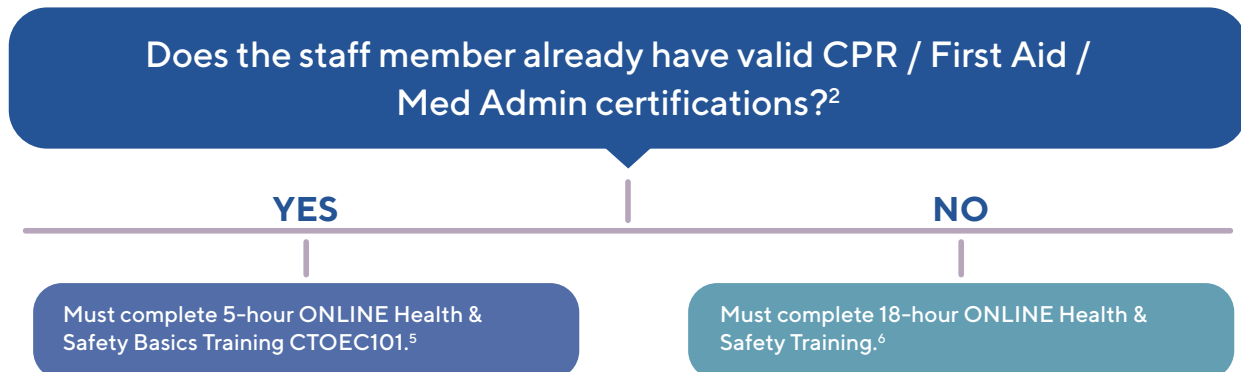 Does the staff member already have valid CPR / First Aid /
Med Admin certifications?²
YES
NO
Must complete 5-hour ONLINE Health &
Safety Basics Training CTOEC101.⁵
Must complete 18-hour ONLINE Health &
Safety Training.⁶